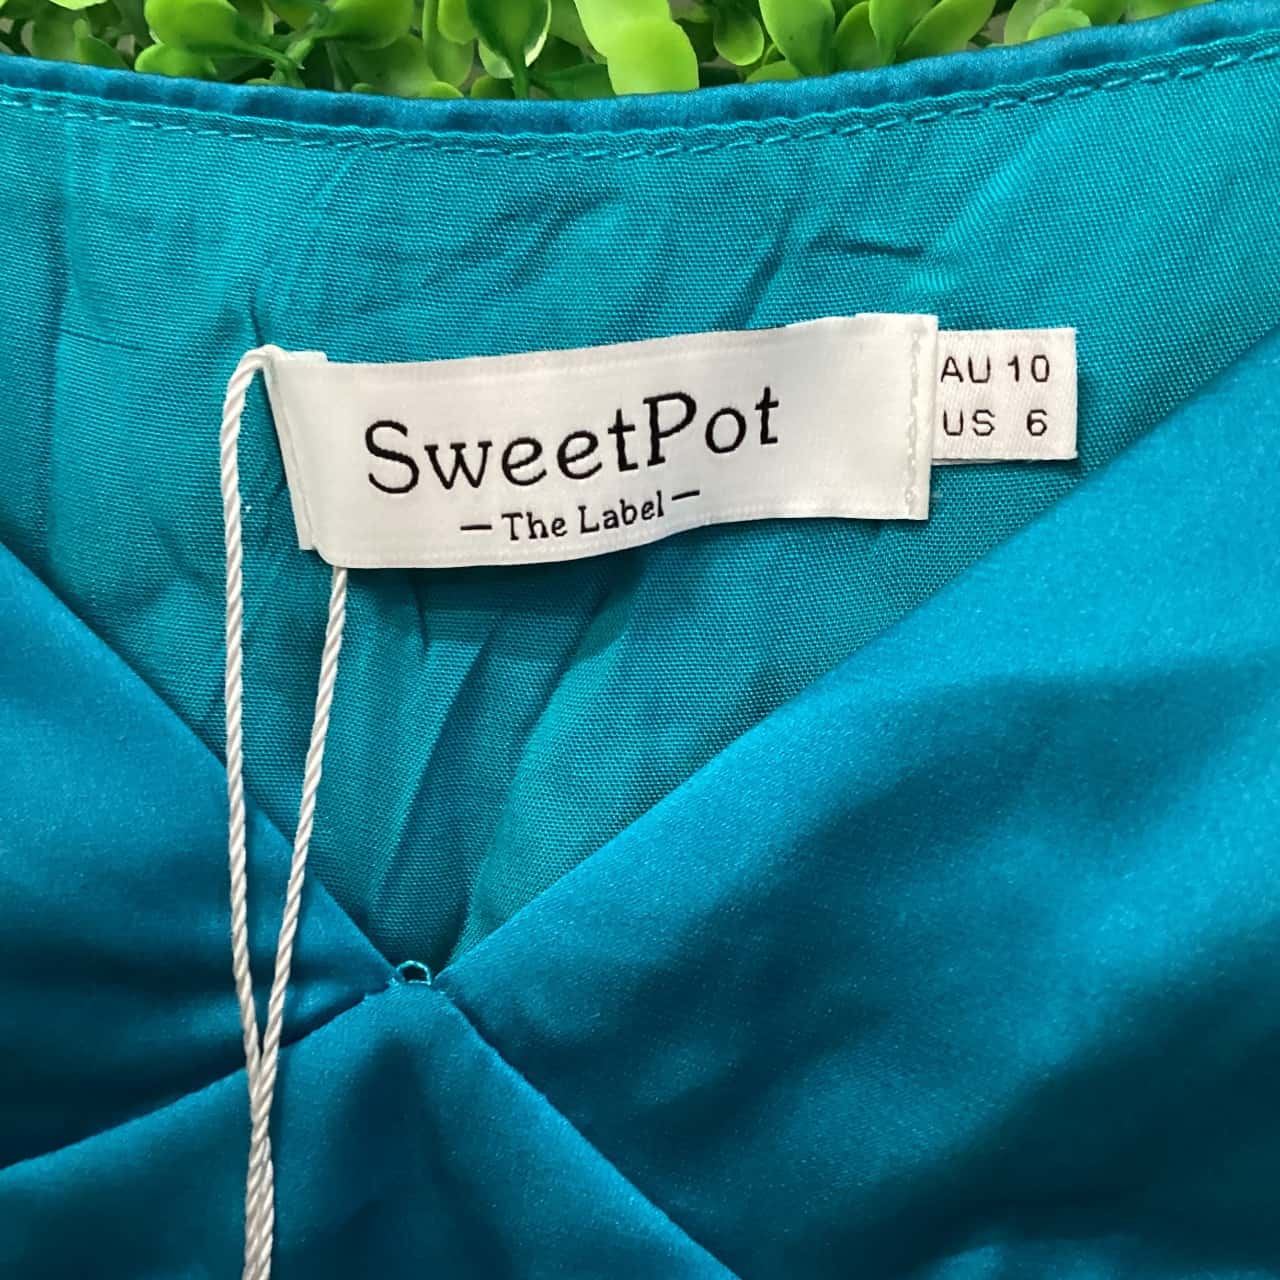 SweetPot
-The Label-
AU 10
US 6